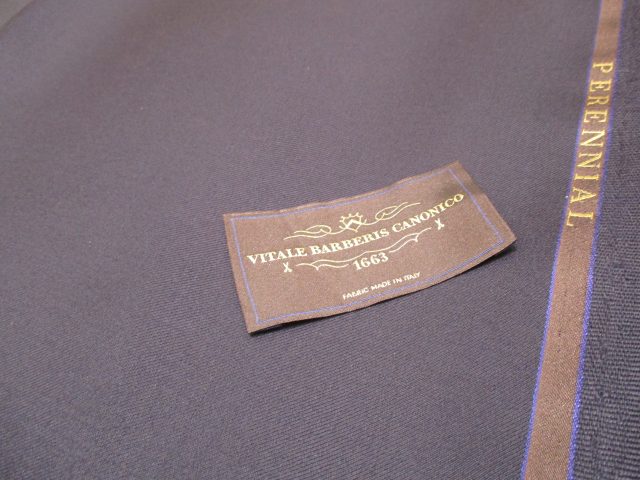 VITALE BARBERIS CANONICO
1663
FABRIC MADE IN ITALY
PERENNIAL